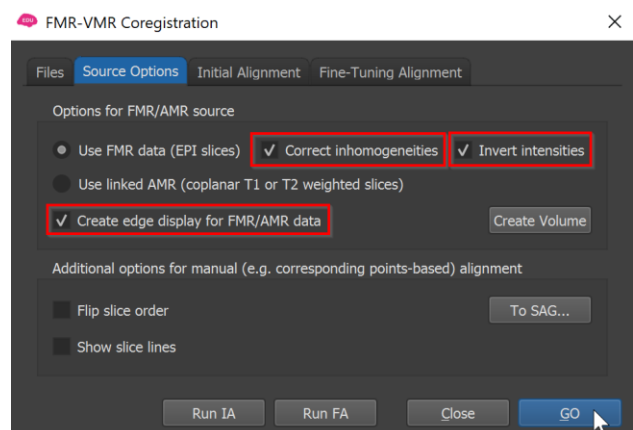 EDU
FMR-VMR Coregistration
Files Source Options Initial Alignment Fine-Tuning Alignment
Options for FMR/AMR source
Use FMR data (EPI slices) Correct inhomogeneities Invert intensities
Use linked AMR (coplanar T1 or T2 weighted slices)
Create edge display for FMR/AMR data Create Volume
Additional options for manual (e.g. corresponding points-based) alignment
Flip slice order To SAG...
Show slice lines
Run IA Run FA Close GO